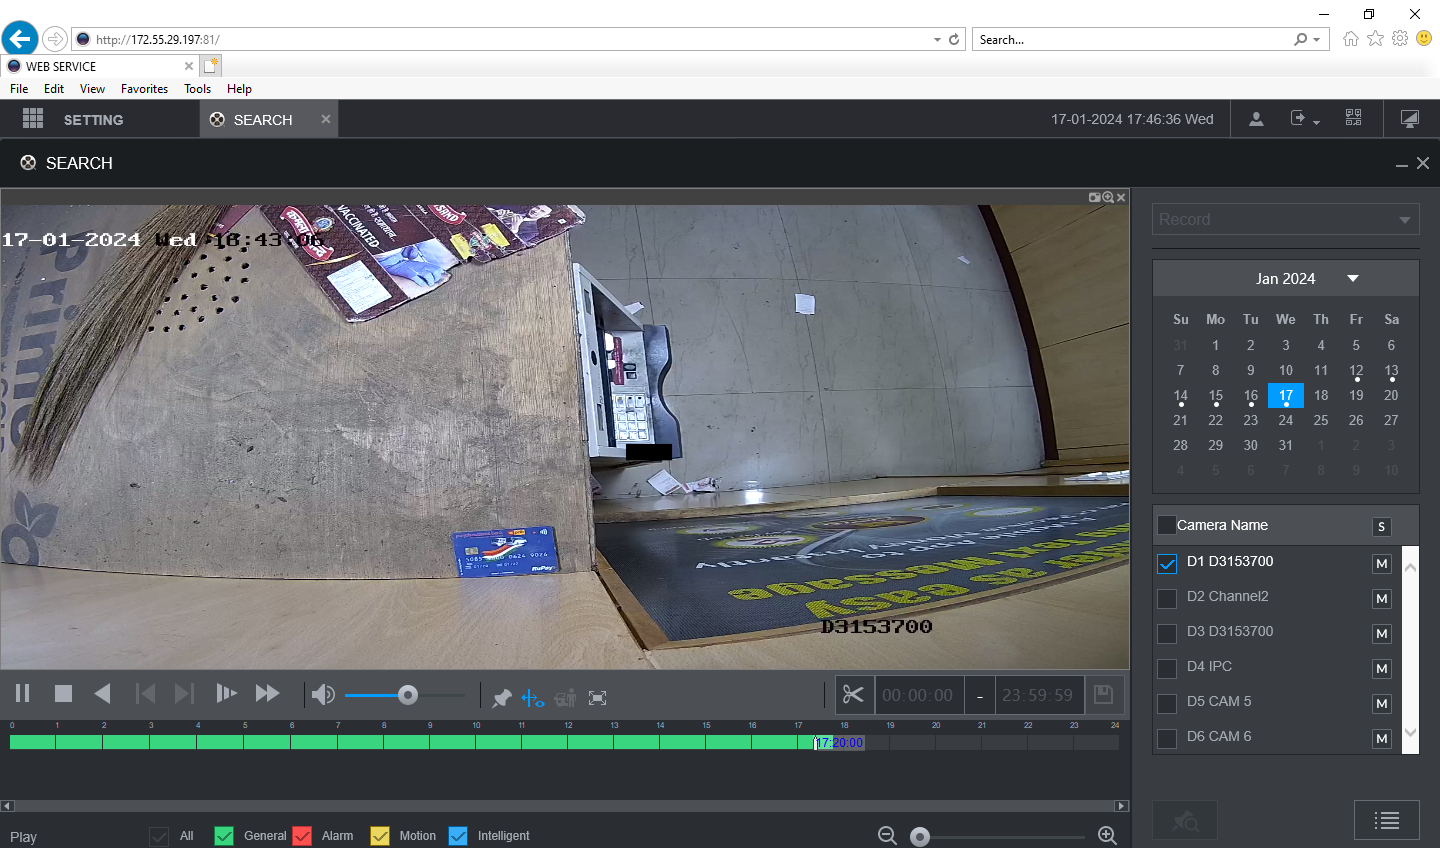 http://172.55.29.197:81/
Search...
WEB SERVICE
File Edit View Favorites Tools Help
SETTING
SEARCH
17-01-2024 17:46:36 Wed
SEARCH
17-01-2024 Wed 16:43:06
VACCINATED
RuPay
EASY
D3153700
Record
Jan 2024
Su Mo Tu We Th Fr Sa
31 1 2 3 4 5 6
7 8 9 10 11 12 13
14 15 16 17 18 19 20
21 22 23 24 25 26 27
28 29 30 31 1 2 3
4 5 6 7 8 9 10
Camera Name S
D1 D3153700 M
D2 Channel2 M
D3 D3153700 M
D4 IPC M
D5 CAM 5 M
D6 CAM 6 M
00:00:00 - 23:59:59
0 1 2 3 4 5 6 7 8 9 10 11 12 13 14 15 16 17 18 19 20 21 22 23 24
17:20:00
Play
All General Alarm Motion Intelligent